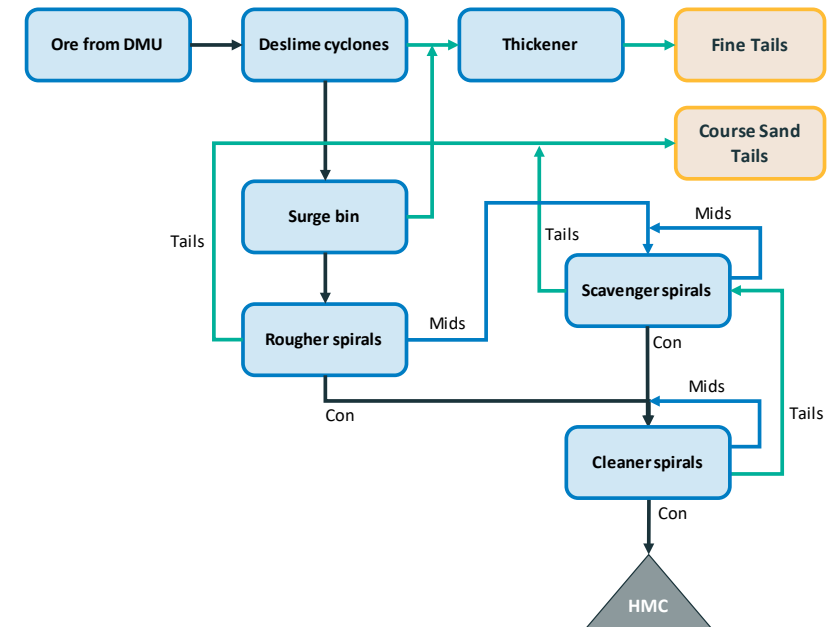 Ore from DMU
Deslime cyclones
Thickener
Fine Tails
Course Sand
Tails
Surge bin
Mids
Tails
Tails
Scavenger spirals
Mids
Rougher spirals
Con
Mids
Con
Tails
Cleaner spirals
Con
HMC